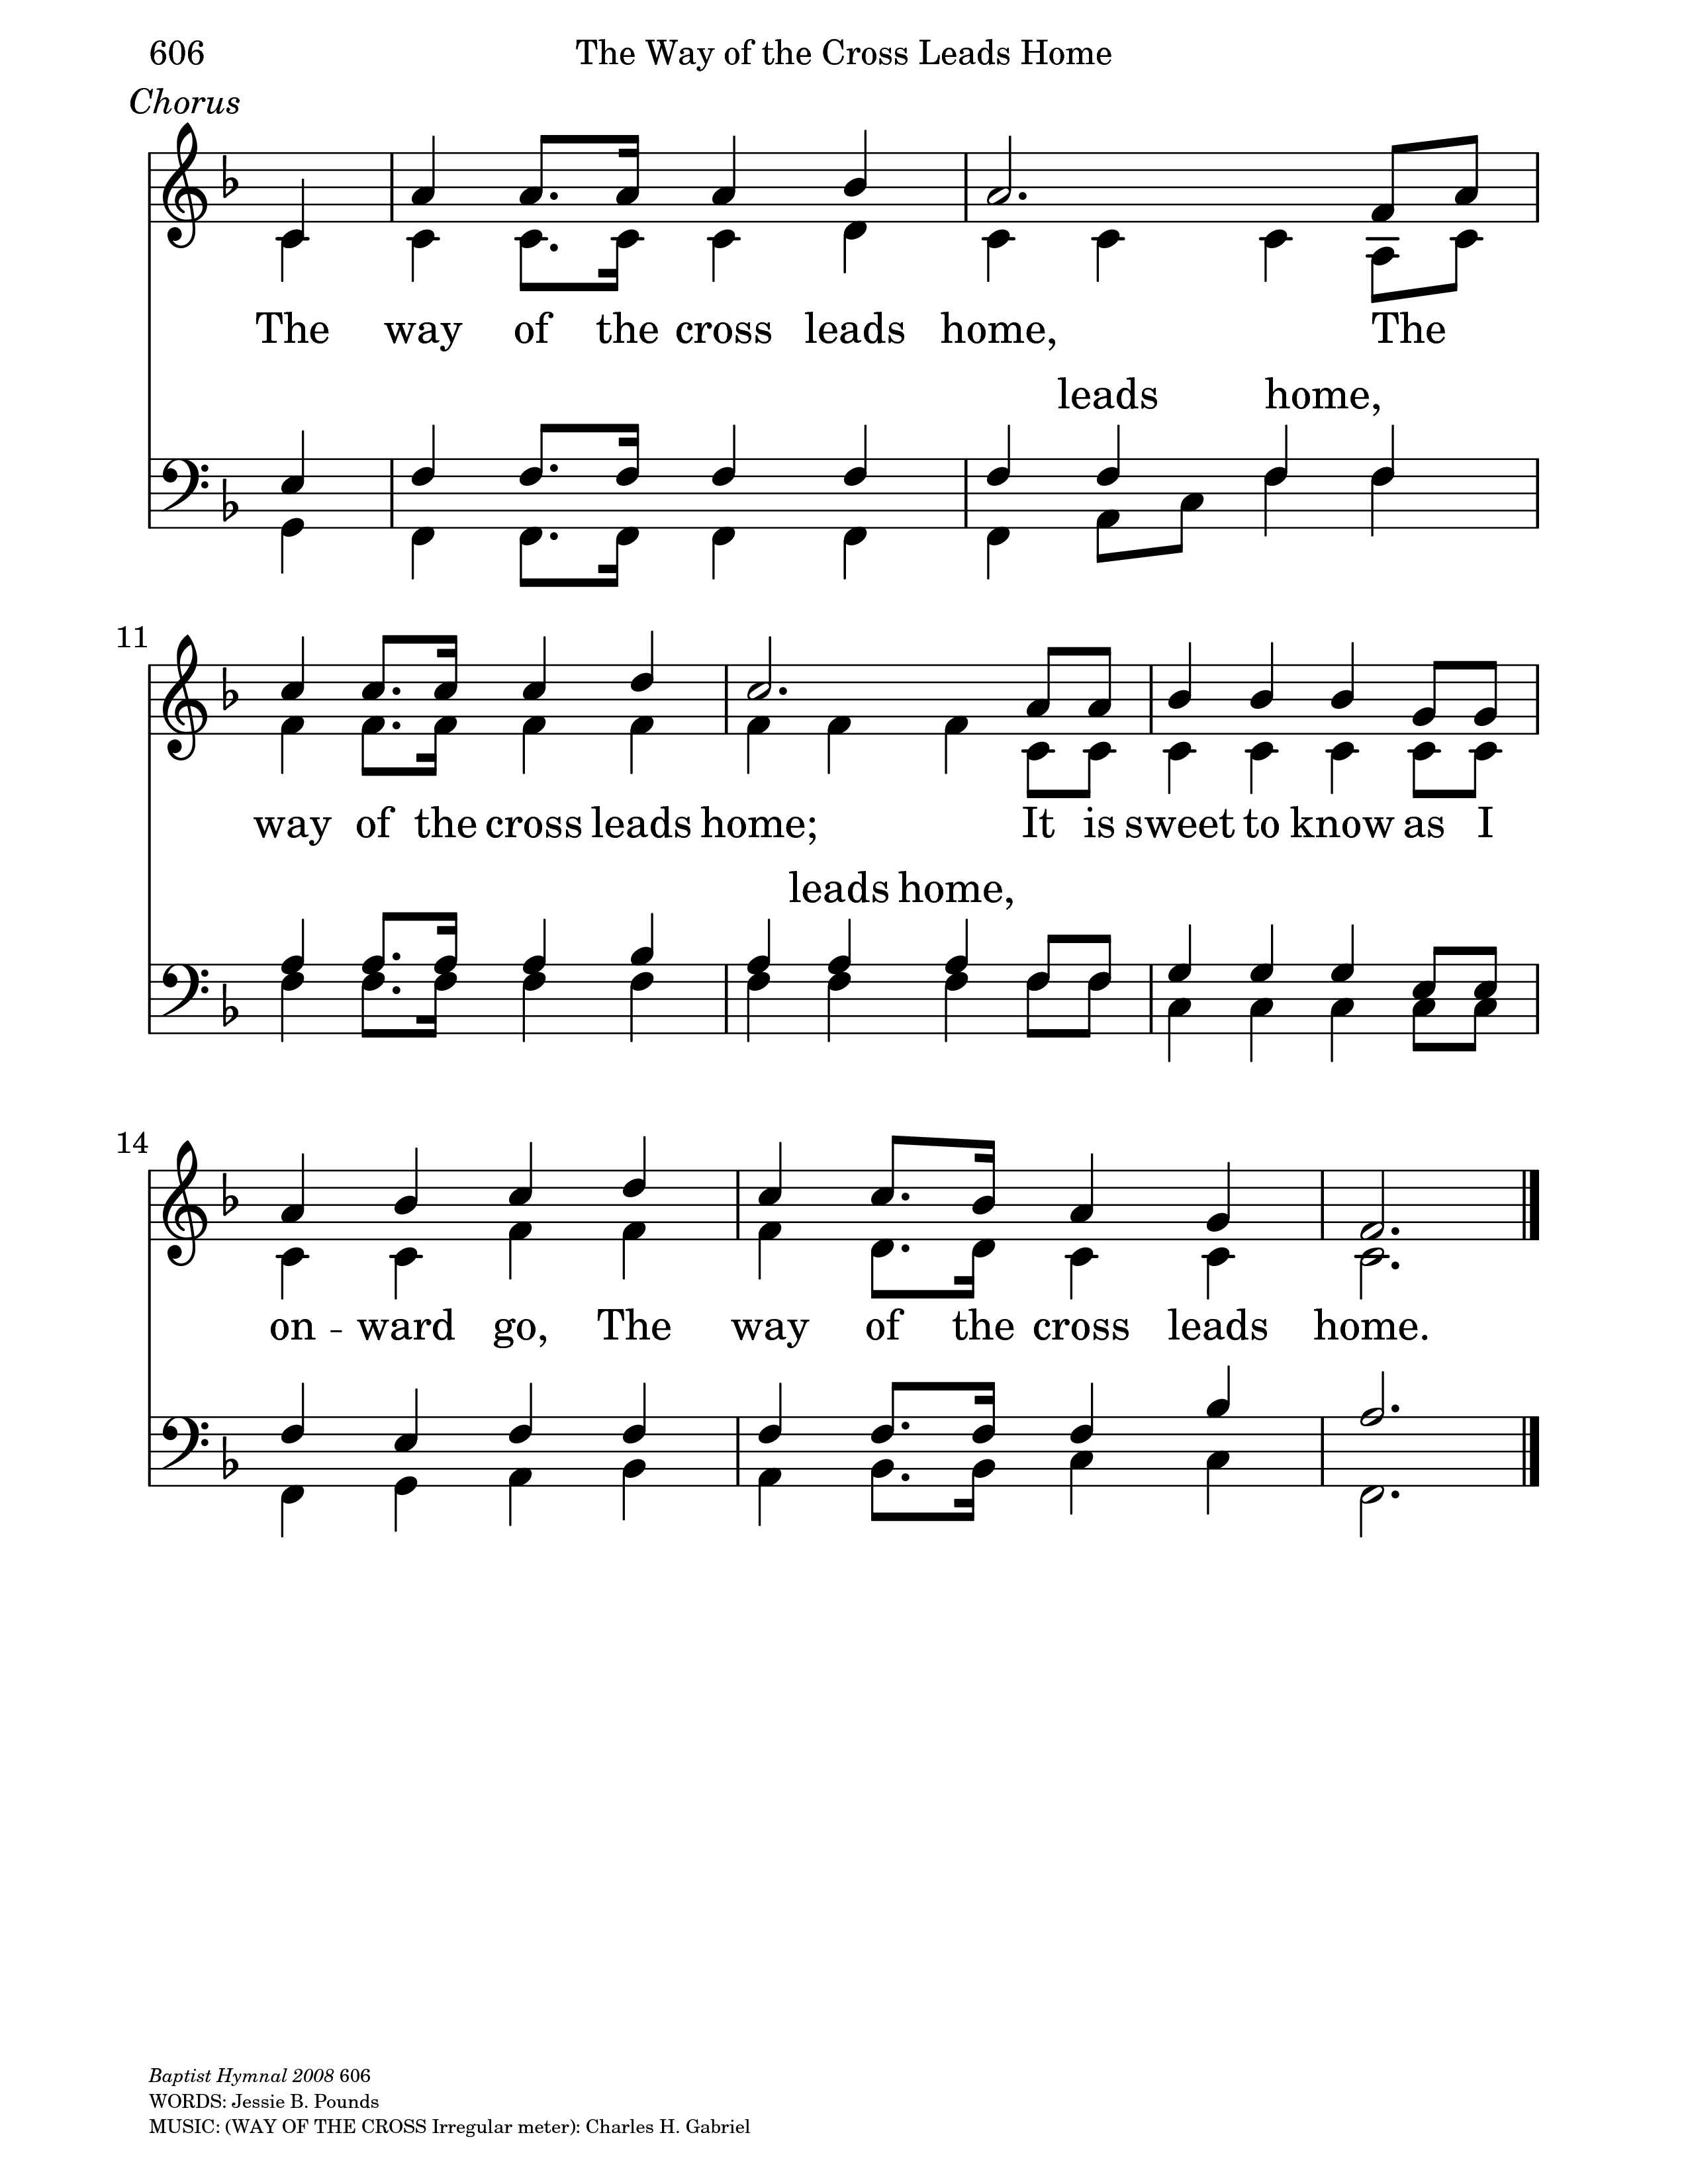 606 The Way of the Cross Leads Home
Chorus
The way of the cross leads home, The
leads home,
11
way of the cross leads home; It is sweet to know as I
leads home,
14
on - ward go, The way of the cross leads home.
Baptist Hymnal 2008 606
WORDS: Jessie B. Pounds
MUSIC: (WAY OF THE CROSS Irregular meter): Charles H. Gabriel